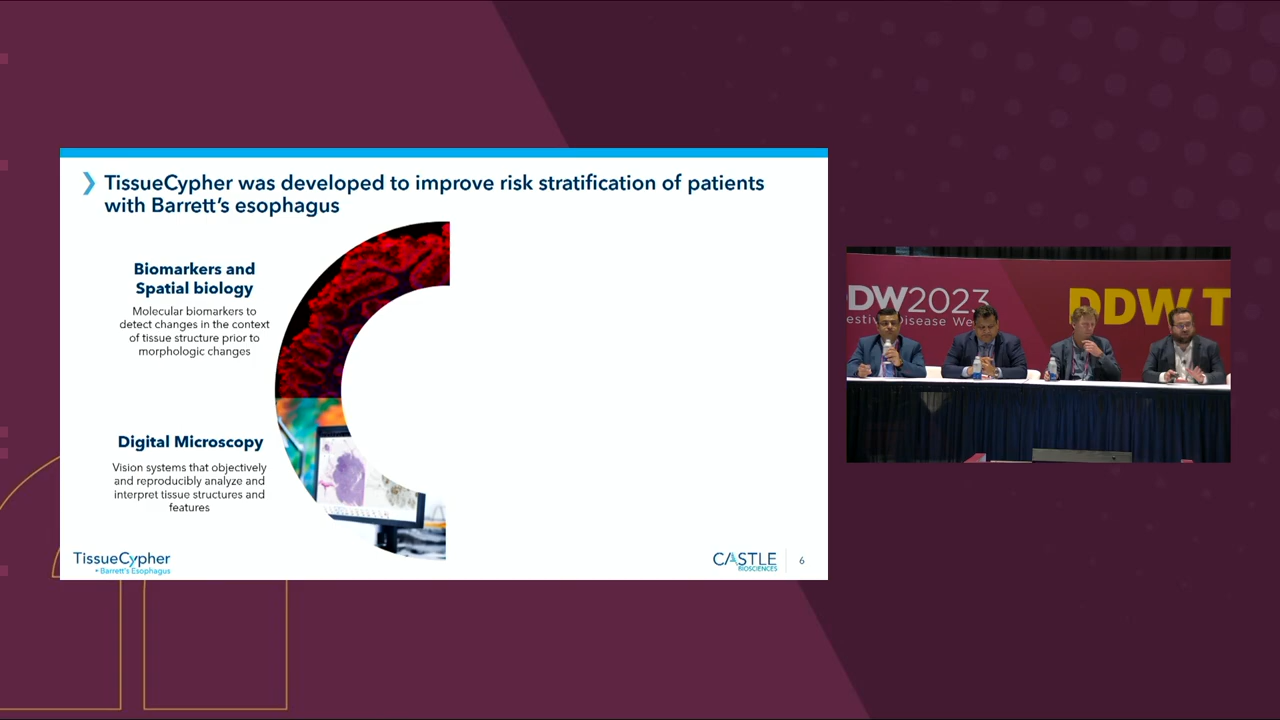 TissueCypher was developed to improve risk stratification of patients
with Barrett's esophagus
Biomarkers and
Spatial biology
Molecular biomarkers to
detect changes in the context
of tissue structure prior to
morphologic changes
Digital Microscopy
Vision systems that objectively
and reproducibly analyze and
interpret tissue structures and
features
TissueCypher
• Barrett's Esophagus
CASTLE
BIOSCIENCES
6
DW2023
estive Disease We
DDW T